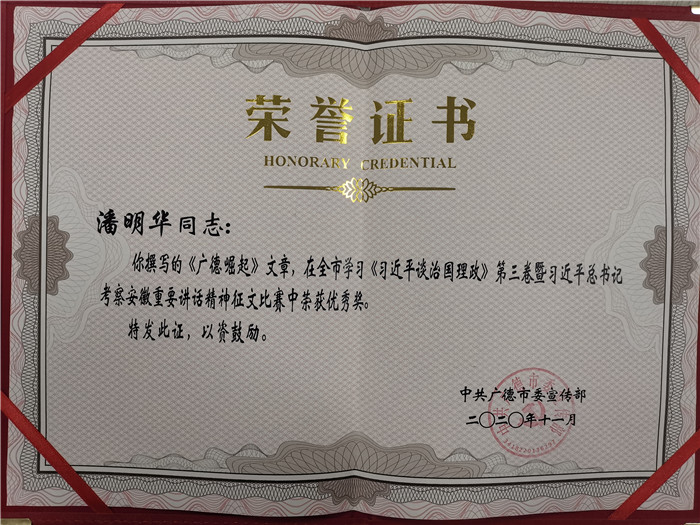 荣誉证书
HONORARY CREDENTIAL
潘明华同志：
你撰写的《广德崛起》文章，在全市学习《习近平谈治国理政》第三卷暨习近平总书记
考察安徽重要讲话精神征文比赛中荣获优秀奖。
特发此证，以资鼓励。
中共广德市委宣传部
二〇二〇年十一月